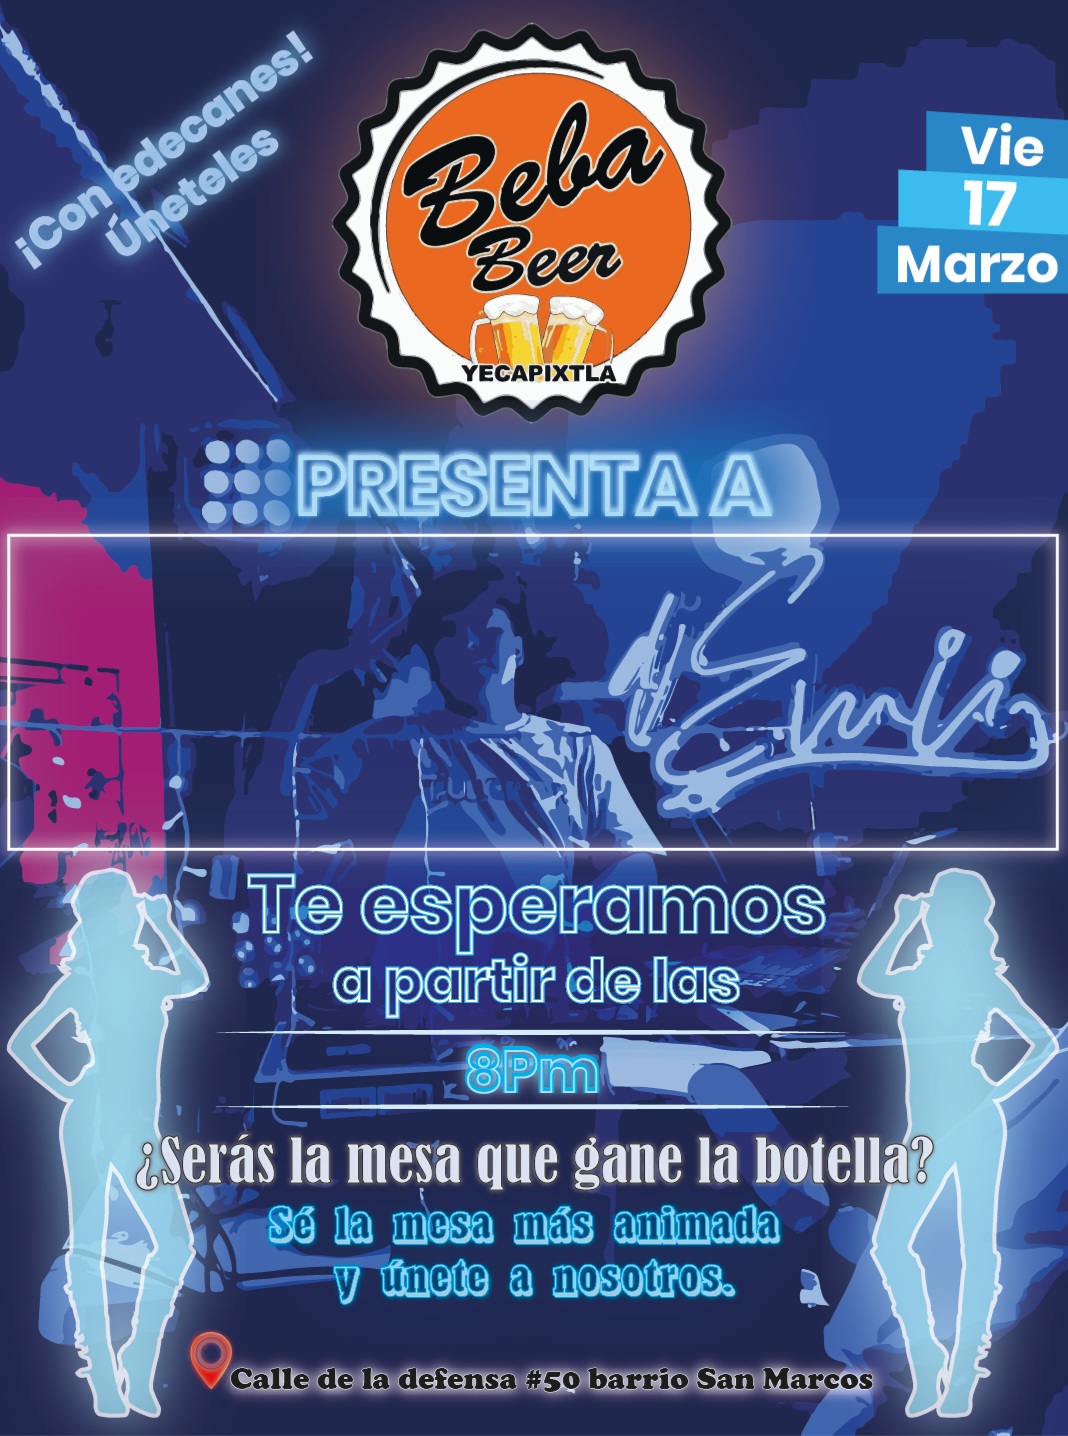 ¡Con edecanes!
Úneteles
Beba
Beer
YECAPIXTLA
Vie
17
Marzo
PRESENTA A
Te esperamos
a partir de las
8Pm
¿Serás la mesa que gane la botella?
Sé la mesa más animada
y únete a nosotros.
Calle de la defensa #50 barrio San Marcos